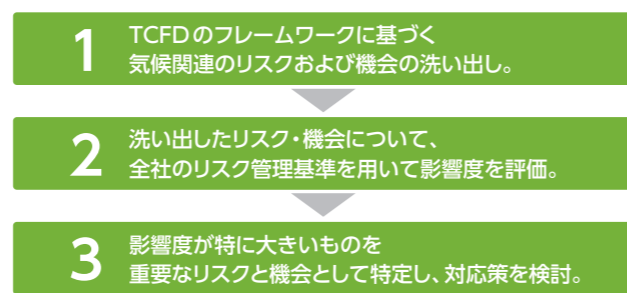 1
TCFDのフレームワークに基づく
気候関連のリスクおよび機会の洗い出し。
2
洗い出したリスク・機会について、
全社のリスク管理基準を用いて影響度を評価。
3
影響度が特に大きいものを
重要なリスクと機会として特定し、対応策を検討。